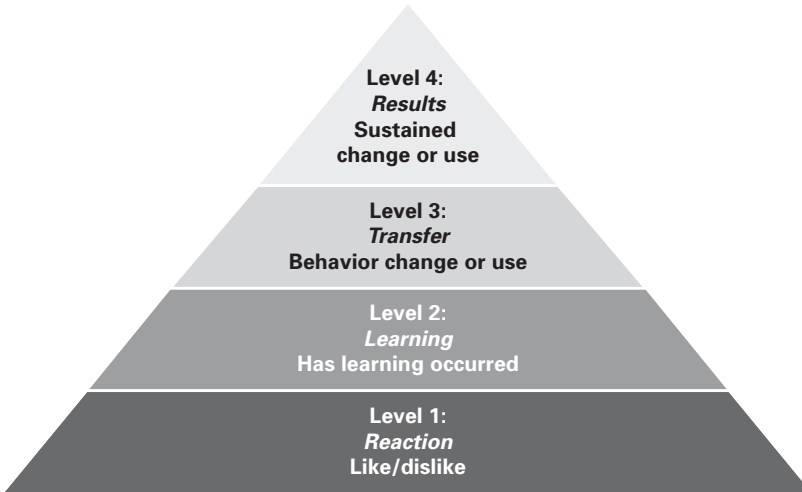 Level 4:
Results
Sustained
change or use
Level 3:
Transfer
Behavior change or use
Level 2:
Learning
Has learning occurred
Level 1:
Reaction
Like/dislike